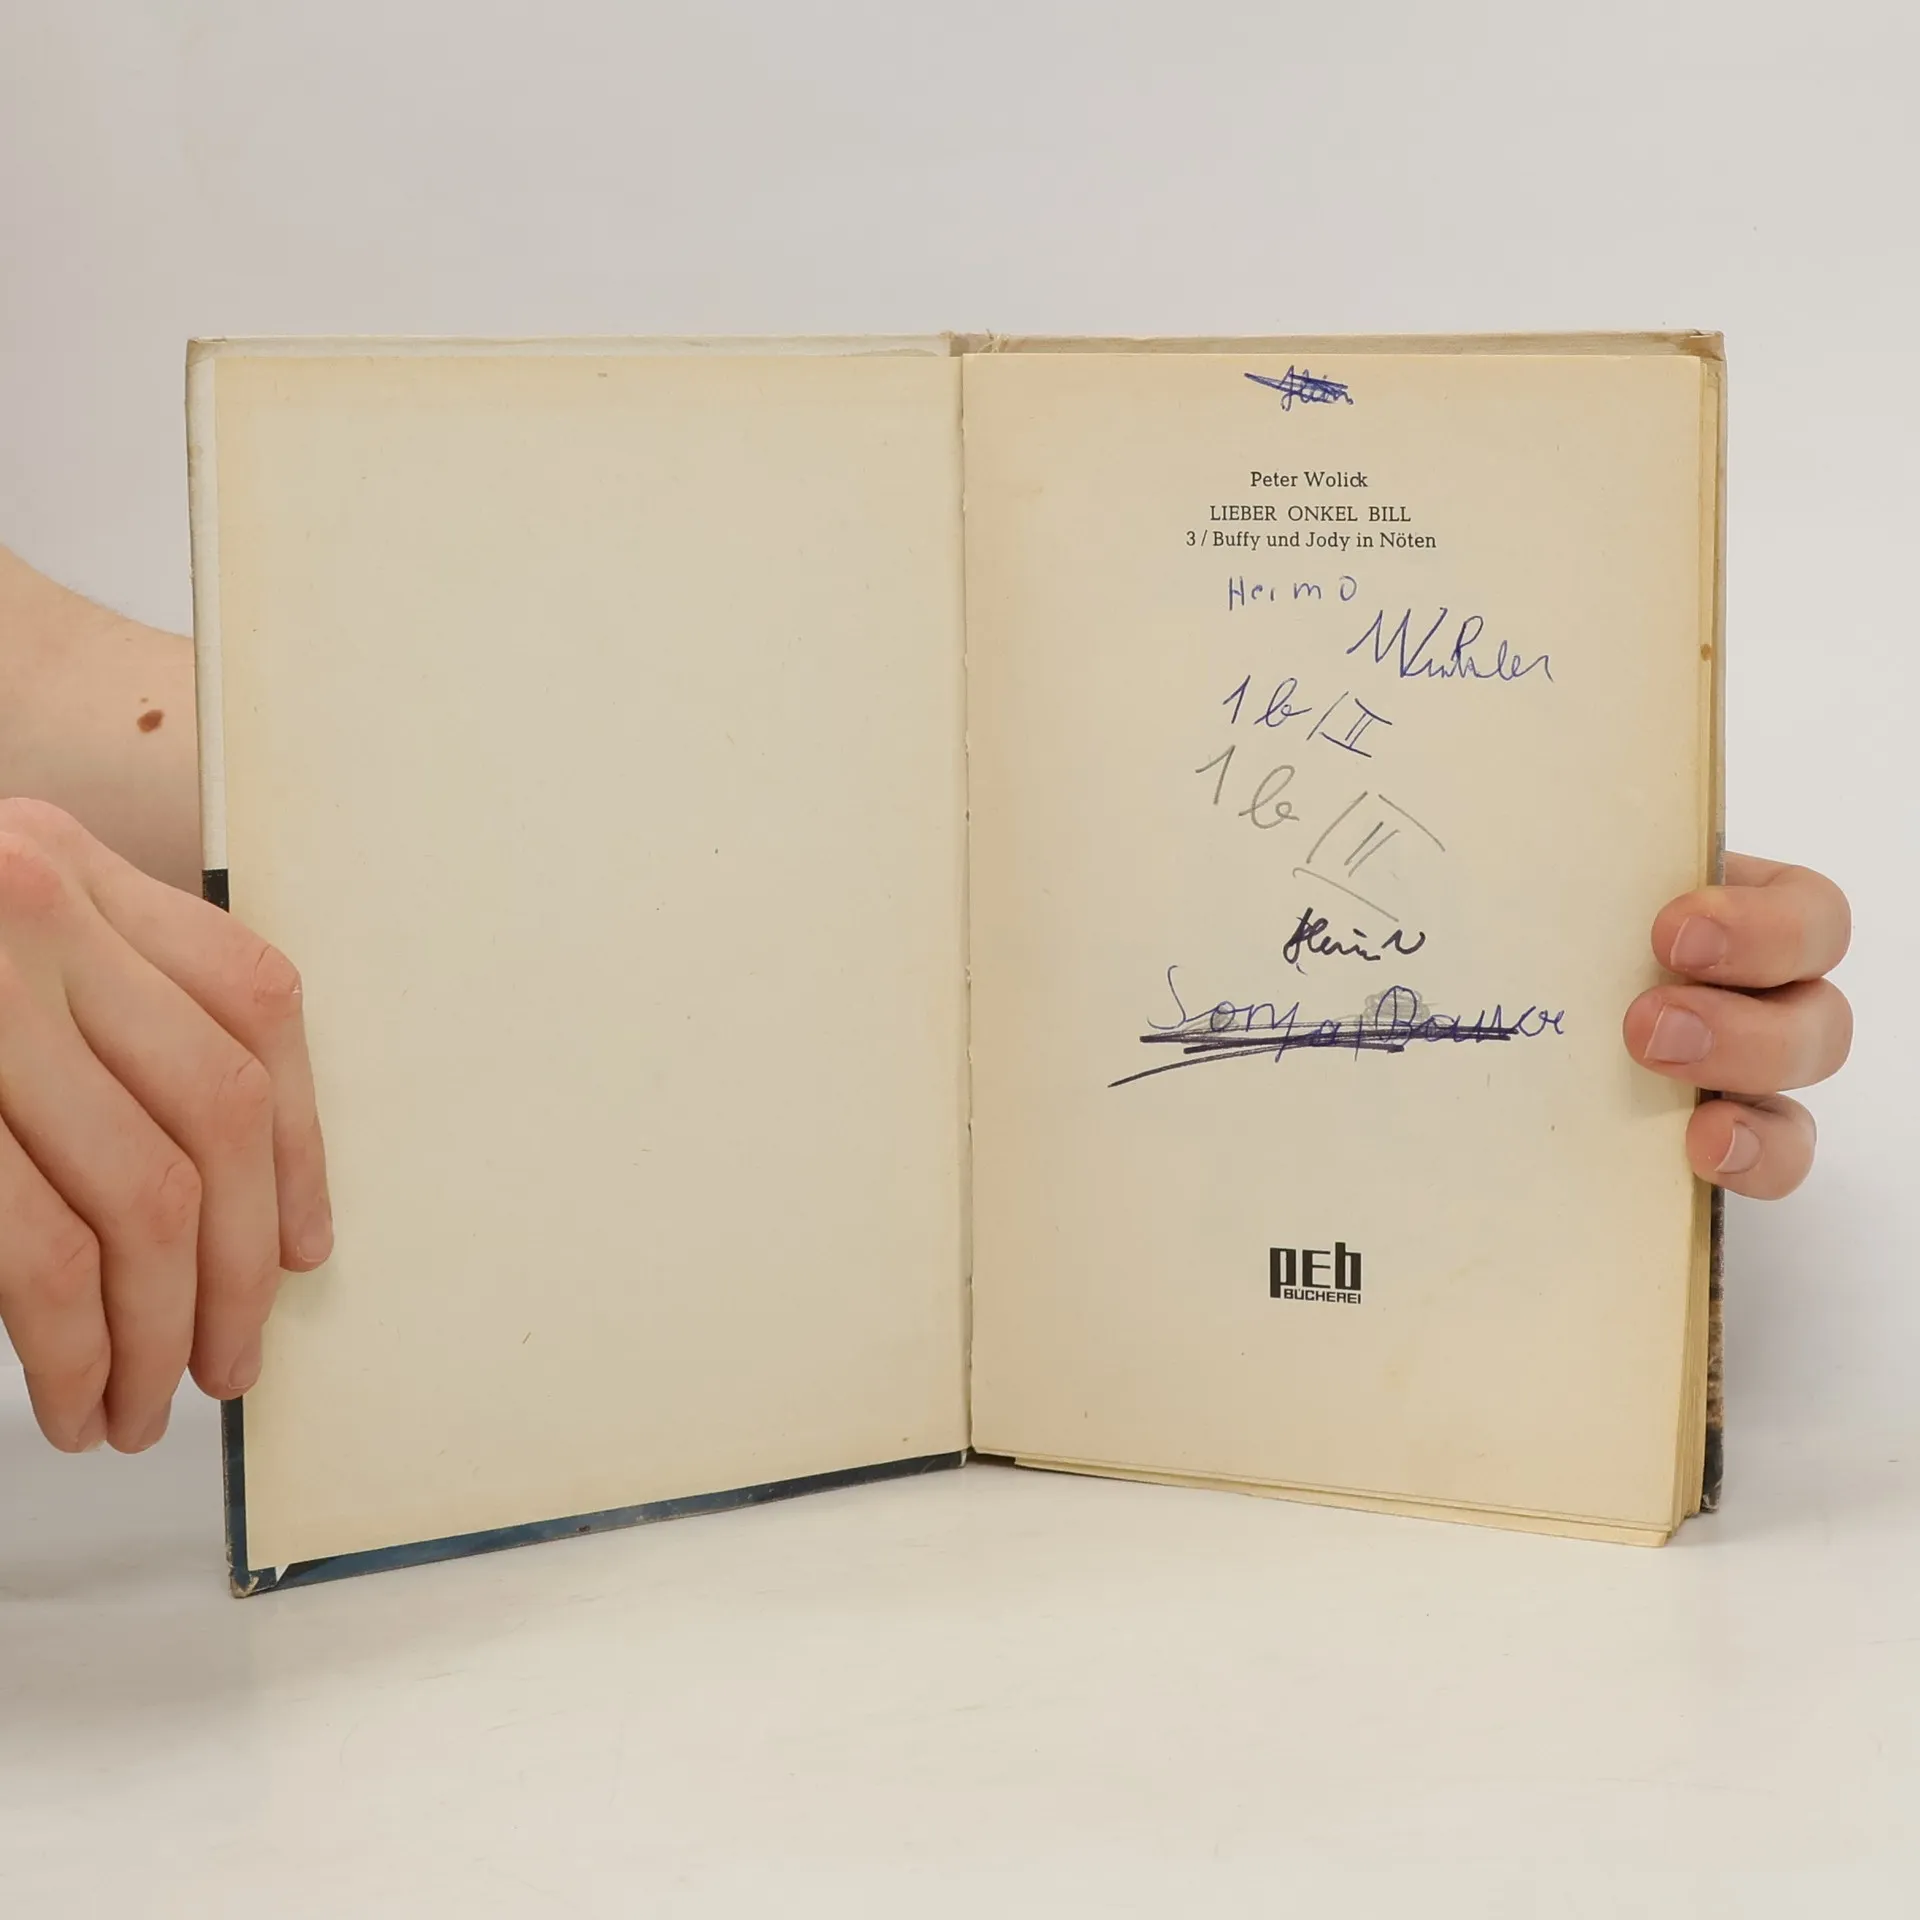 Peter Wolick
LIEBER ONKEL BILL
3 / Buffy und Jody in Nöten
Heimo
Winkler
1b/II
1b/II
Sonja
pEb
BÜCHEREI